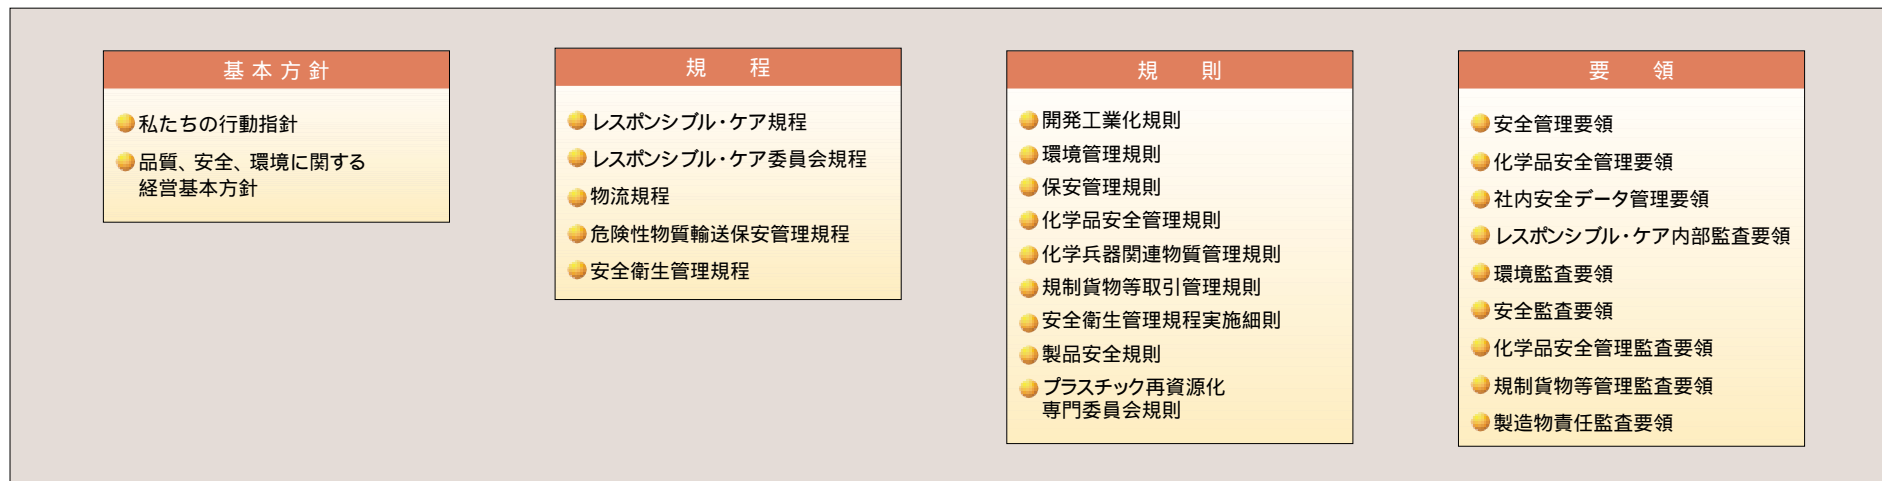 基本方針
私たちの行動指針
品質、安全、環境に関する
経営基本方針
規程
レスポンシブル・ケア規程
レスポンシブル・ケア委員会規程
物流規程
危険性物質輸送保安管理規程
安全衛生管理規程
規則
開発工業化規則
環境管理規則
保安管理規則
化学品安全管理規則
化学兵器関連物質管理規則
規制貨物等取引管理規則
安全衛生管理規程実施細則
製品安全規則
プラスチック再資源化
専門委員会規則
要領
安全管理要領
化学品安全管理要領
社内安全データ管理要領
レスポンシブル・ケア内部監査要領
環境監査要領
安全監査要領
化学品安全管理監査要領
規制貨物等管理監査要領
製造物責任監査要領